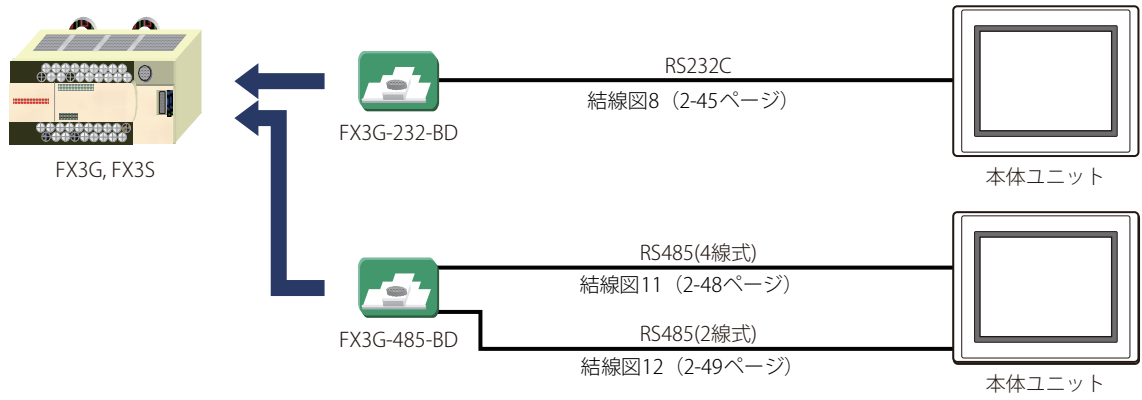 RS232C
結線図8（2-45ページ）
FX3G-232-BD
FX3G, FX3S
本体ユニット
RS485(4線式)
結線図11（2-48ページ）
FX3G-485-BD
RS485(2線式)
結線図12（2-49ページ）
本体ユニット